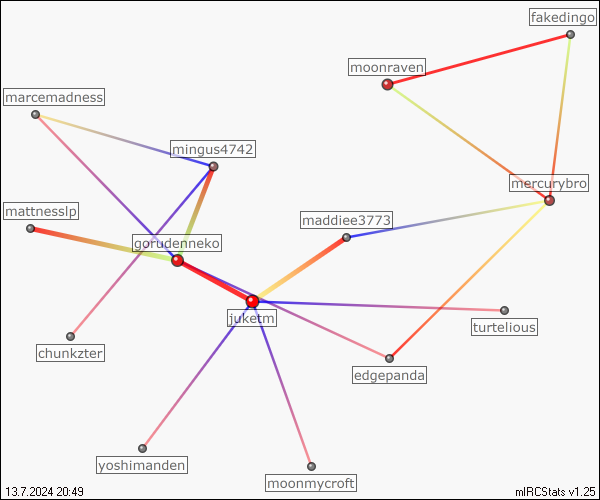 fakedingo
moonraven
marcemadness
mingus4742
mercurybro
mattnesslp
maddiee3773
gorudenneko
juketm
turtelious
chunkzter
edgepanda
yoshimanden
moonmycroft
13.7.2024 20:49
mIRCStats v1.25